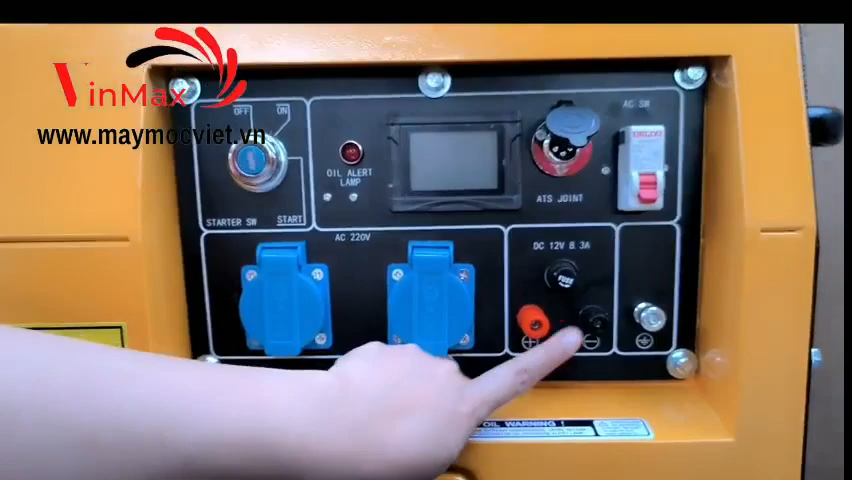 VinMax
www.maymocviet.vn
OFF
ON
AC SW
OIL ALERT
LAMP
ATS JOINT
STARTER SW
START
AC 220V
DC 12V 8.3A
FUSE
OIL WARNING !